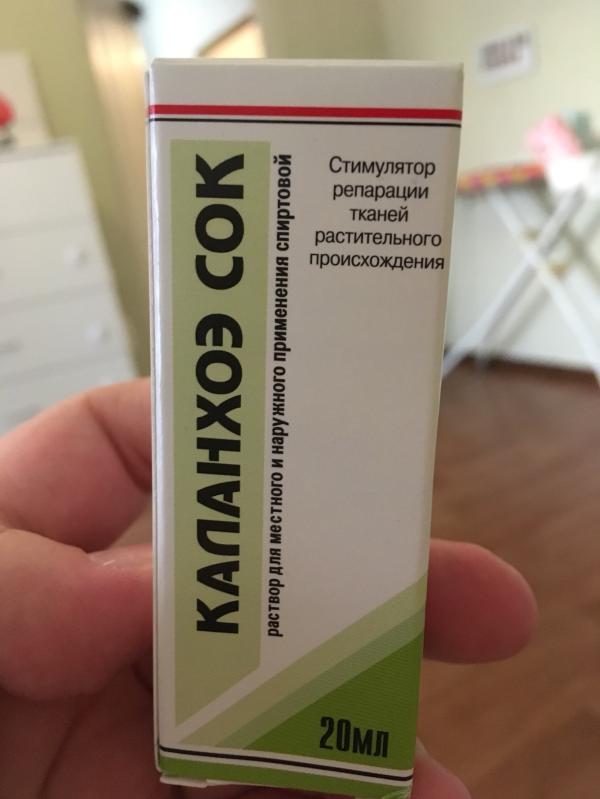 КАЛАНХОЭ СОК
раствор для местного и наружного применения спиртовой
Стимулятор
репарации
тканей
растительного
происхождения
20мл